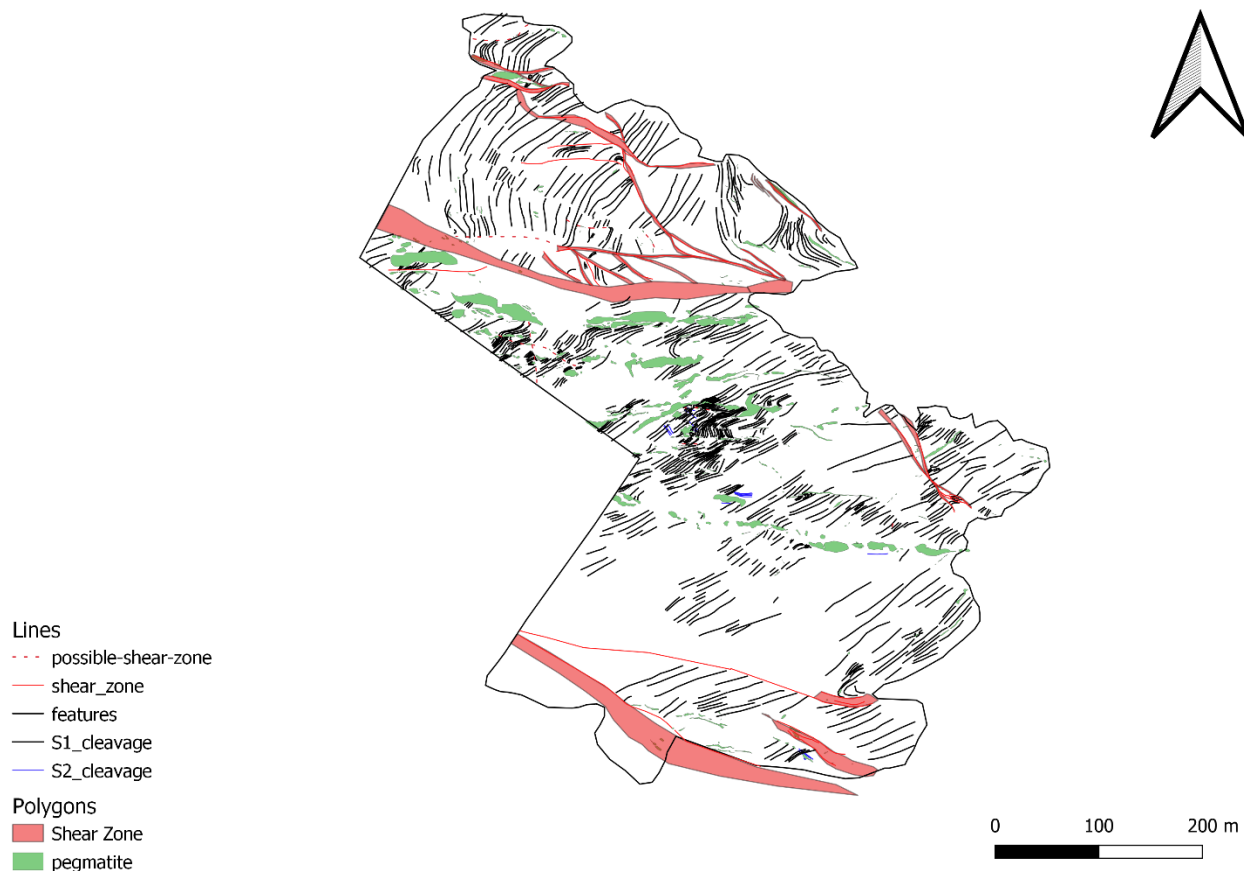 Lines
possible-shear-zone
shear_zone
features
S1_cleavage
S2_cleavage
Polygons
Shear Zone
pegmatite
0 100 200 m